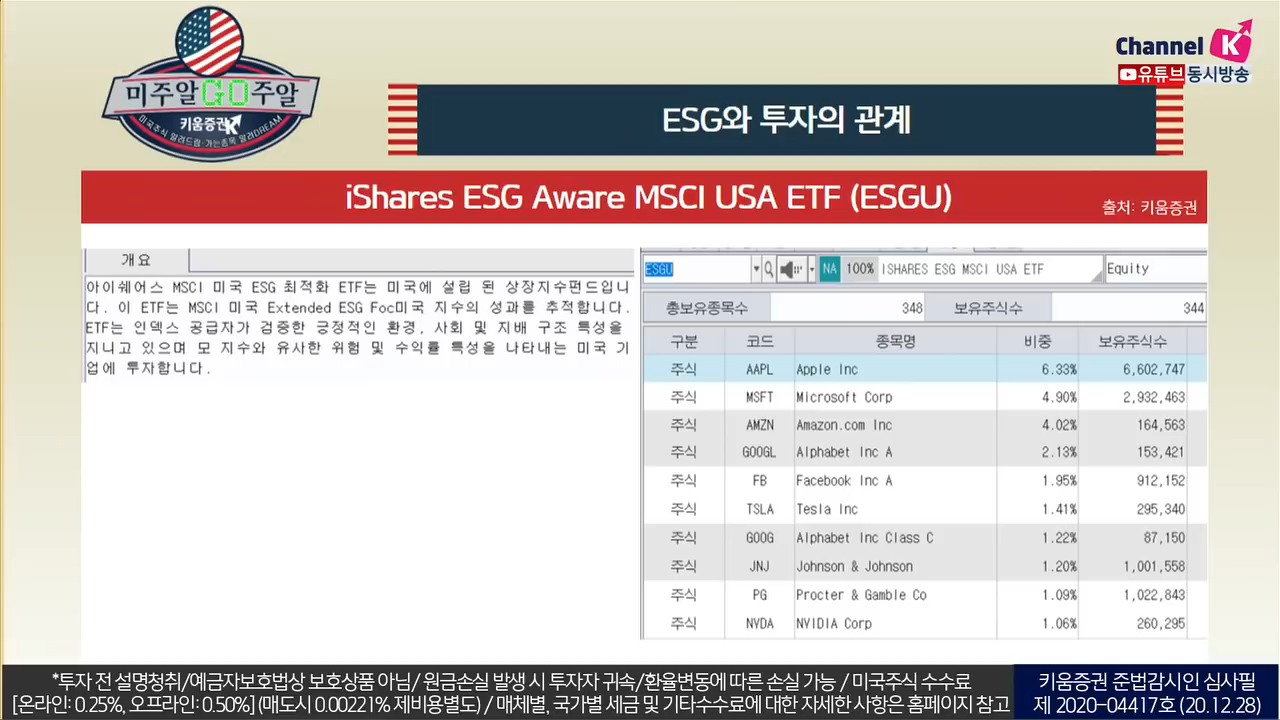 미주알GO주알
키움증권
미국주식 알려드림·가는종목 알려DREAM
Channel K
유튜브 동시방송
ESG와 투자의 관계
iShares ESG Aware MSCI USA ETF (ESGU)
출처: 키움증권
개요
아이쉐어스 MSCI 미국 ESG 최적화 ETF는 미국에 설립 된 상장지수펀드입니
다. 이 ETF는 MSCI 미국 Extended ESG Foc미국 지수의 성과를 추적합니다.
ETF는 인덱스 공급자가 검증한 긍정적인 환경, 사회 및 지배 구조 특성을
지니고 있으며 모 지수와 유사한 위험 및 수익률 특성을 나타내는 미국 기
업에 투자합니다.
ESGU NA 100% ISHARES ESG MSCI USA ETF Equity
총보유종목수 348 보유주식수 344
구분 코드 종목명 비중 보유주식수
주식 AAPL Apple Inc 6.33% 6,602,747
주식 MSFT Microsoft Corp 4.90% 2,932,463
주식 AMZN Amazon.com Inc 4.02% 164,563
주식 GOOGL Alphabet Inc A 2.13% 153,421
주식 FB Facebook Inc A 1.95% 912,152
주식 TSLA Tesla Inc 1.41% 295,340
주식 GOOG Alphabet Inc Class C 1.22% 87,150
주식 JNJ Johnson & Johnson 1.20% 1,001,558
주식 PG Procter & Gamble Co 1.09% 1,022,843
주식 NVDA NVIDIA Corp 1.06% 260,295
*투자 전 설명청취/예금자보호법상 보호상품 아님/ 원금손실 발생 시 투자자 귀속/환율변동에 따른 손실 가능 / 미국주식 수수료
[온라인: 0.25%, 오프라인: 0.50%] (매도시 0.00221% 제비용별도) / 매체별, 국가별 세금 및 기타수수료에 대한 자세한 사항은 홈페이지 참고
키움증권 준법감시인 심사필
제 2020-04417호 (20.12.28)